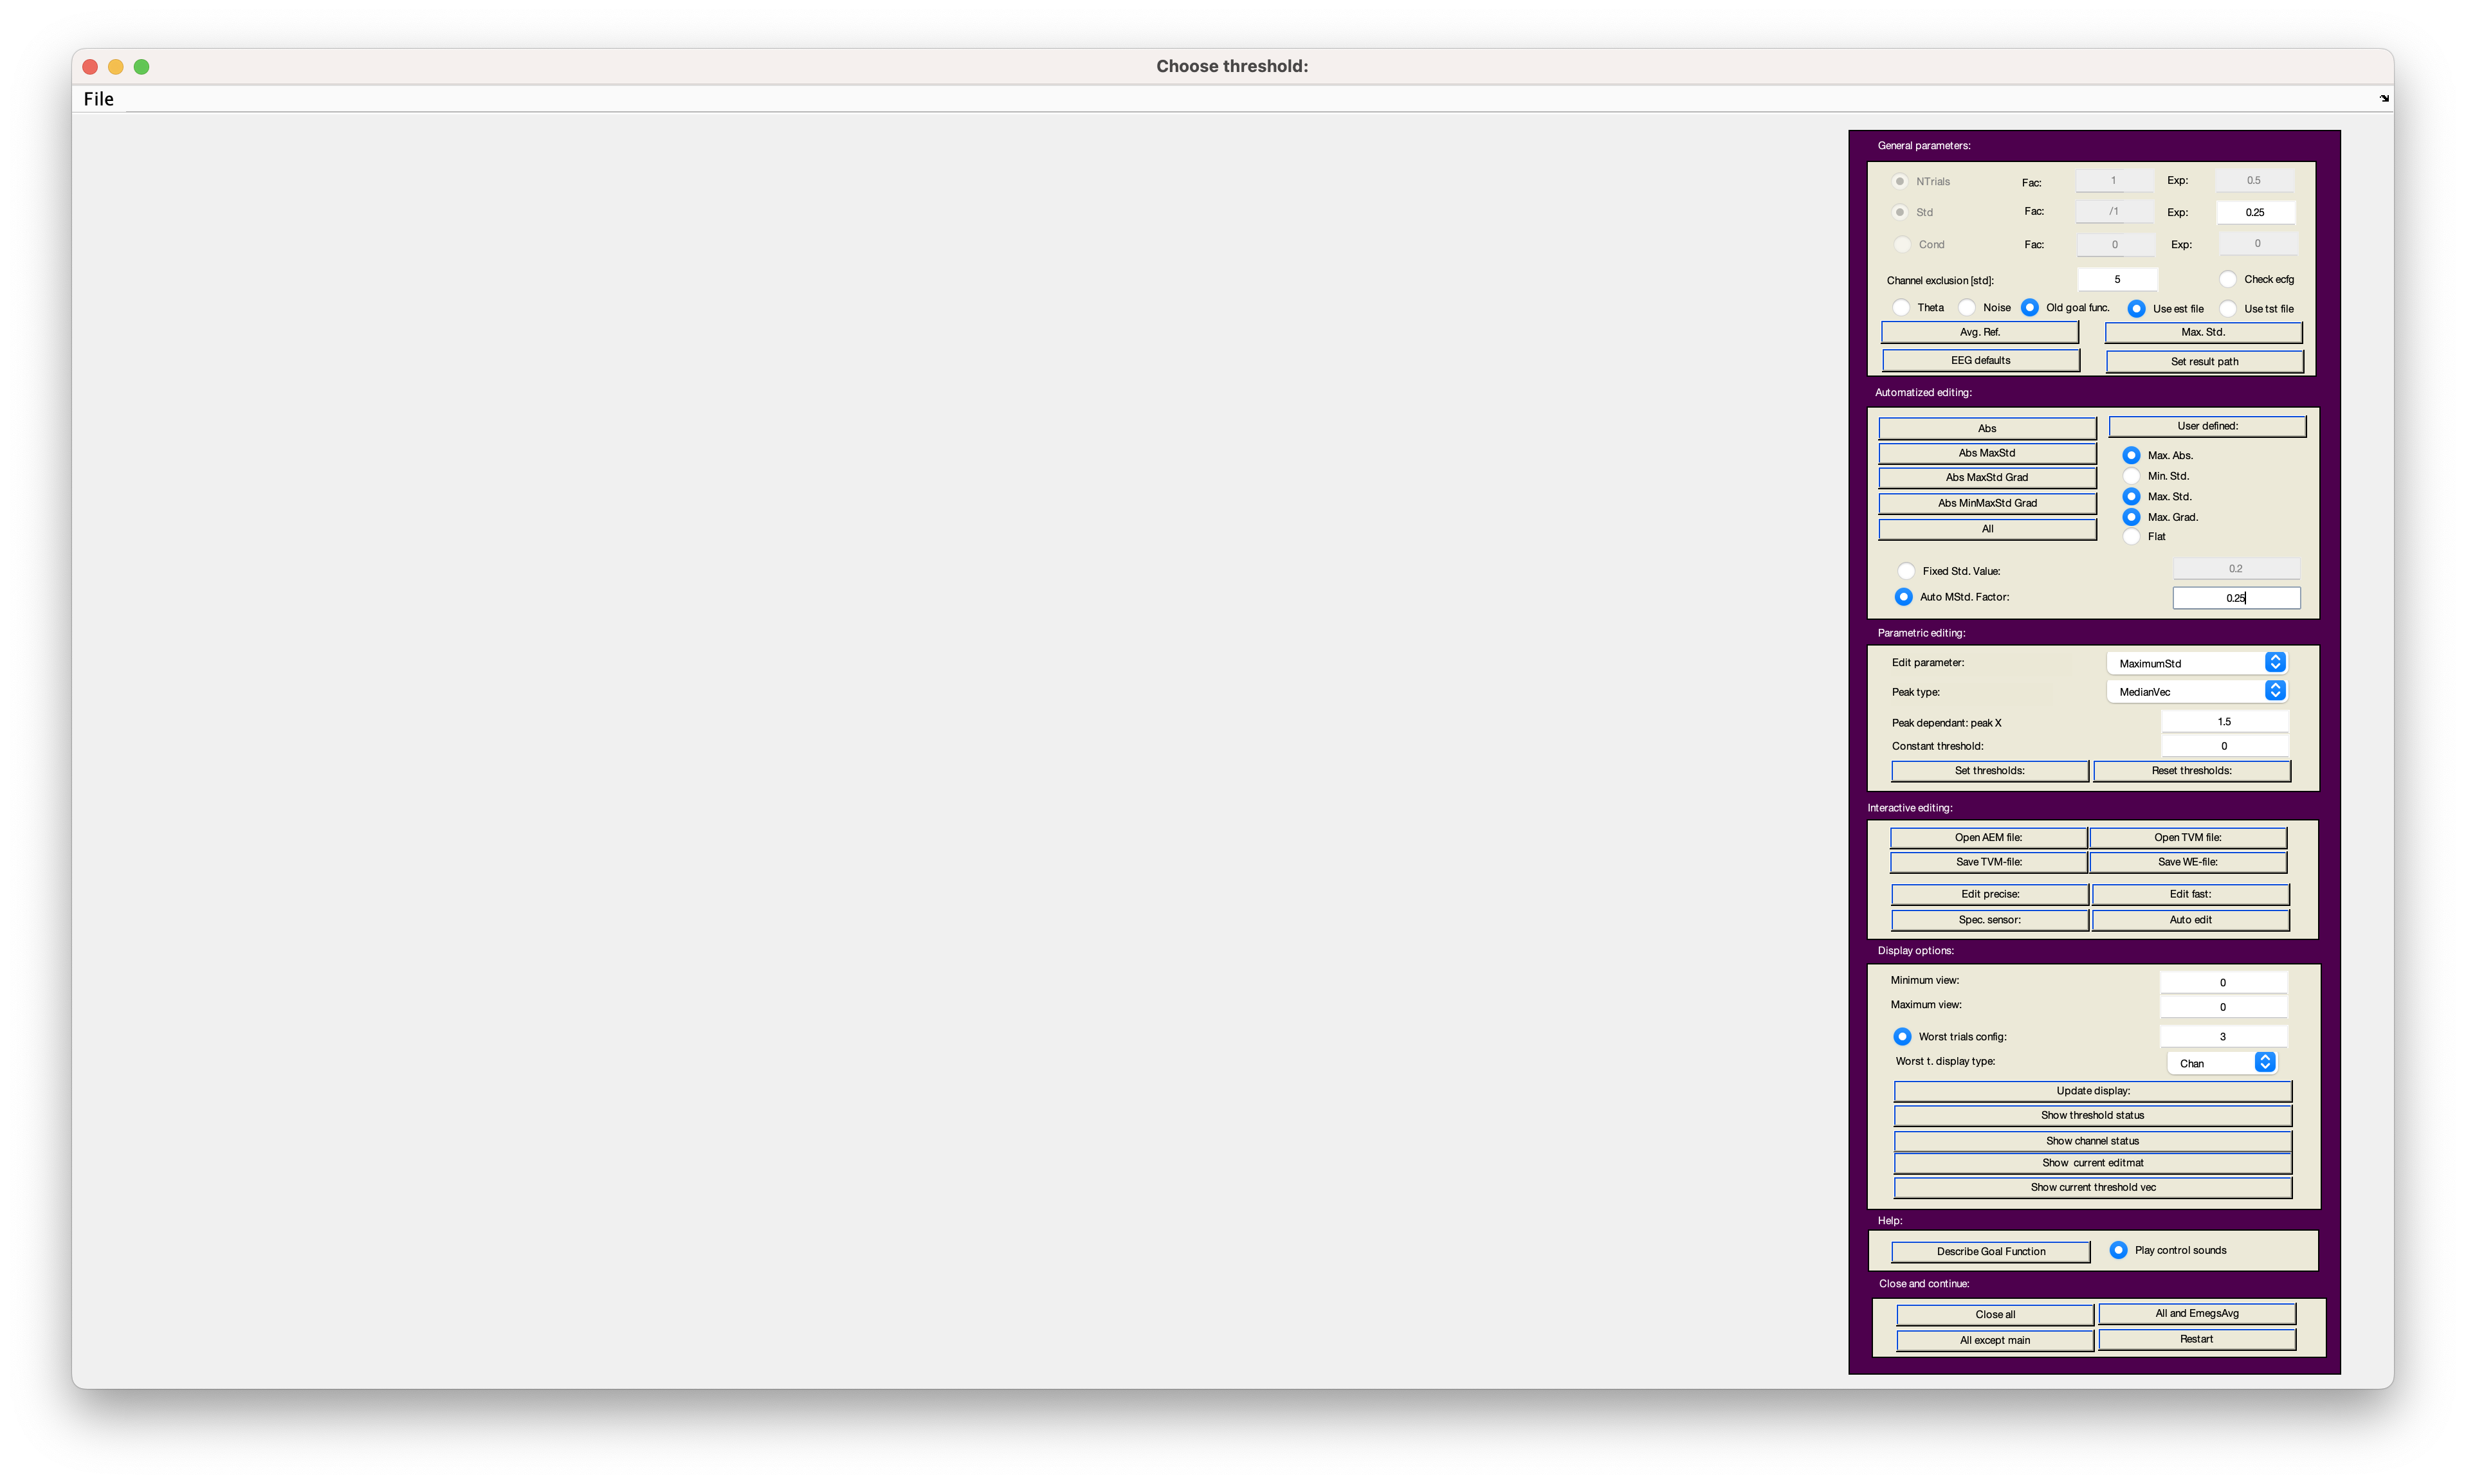 Choose threshold:
File
General parameters:
NTrials Fac: 1 Exp: 0.5
Std Fac: /1 Exp: 0.25
Cond Fac: 0 Exp: 0
Channel exclusion [std]: 5 Check ecfg
Theta Noise Old goal func. Use est file Use tst file
Avg. Ref. Max. Std.
EEG defaults Set result path
Automatized editing:
Abs User defined:
Abs MaxStd Max. Abs.
Abs MaxStd Grad Min. Std.
Abs MinMaxStd Grad Max. Std.
All Max. Grad.
Flat
Fixed Std. Value: 0.2
Auto MStd. Factor: 0.25
Parametric editing:
Edit parameter: MaximumStd
Peak type: MedianVec
Peak dependant: peak X 1.5
Constant threshold: 0
Set thresholds: Reset thresholds:
Interactive editing:
Open AEM file: Open TVM file:
Save TVM-file: Save WE-file:
Edit precise: Edit fast:
Spec. sensor: Auto edit
Display options:
Minimum view: 0
Maximum view: 0
Worst trials config: 3
Worst t. display type: Chan
Update display:
Show threshold status
Show channel status
Show current editmat
Show current threshold vec
Help:
Describe Goal Function Play control sounds
Close and continue:
Close all All and EmegsAvg
All except main Restart